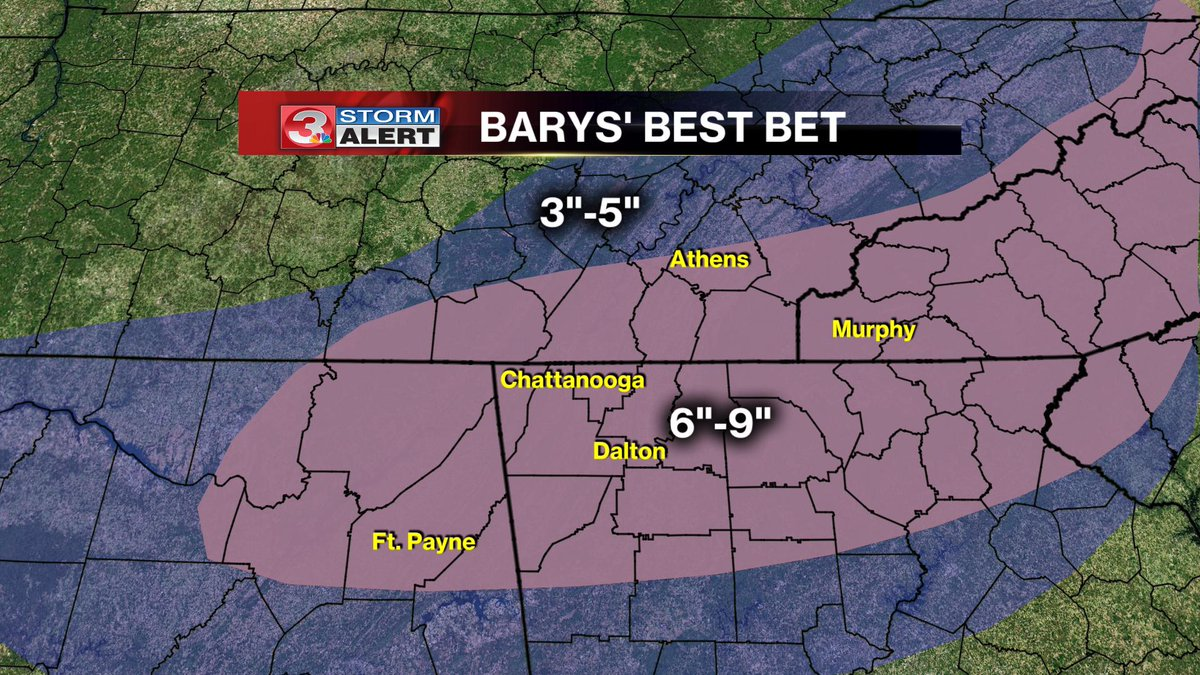 3 STORM ALERT
BARYS' BEST BET
3"-5"
Athens
Murphy
Chattanooga
6"-9"
Dalton
Ft. Payne